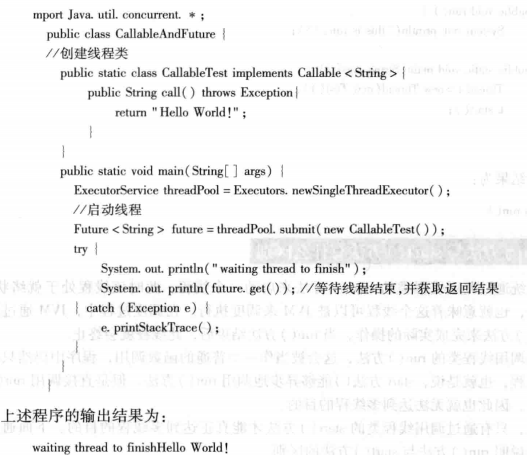 mport Java. util. concurrent. * ;
public class CallableAndFuture {
//创建线程类
public static class CallableTest implements Callable < String > {
public String call( ) throws Exception{
return "Hello World!" ;
}
}
public static void main( String[ ] args) {
ExecutorService threadPool = Executors. newSingleThreadExecutor( ) ;
//启动线程
Future < String > future = threadPool. submit( new CallableTest( ) ) ;
try {
System. out. println( "waiting thread to finish" ) ;
System. out. println( future. get( ) ) ; //等待线程结束,并获取返回结果
} catch (Exception e) {
e. printStackTrace( ) ;
}
}
}
上述程序的输出结果为：
waiting thread to finishHello World!